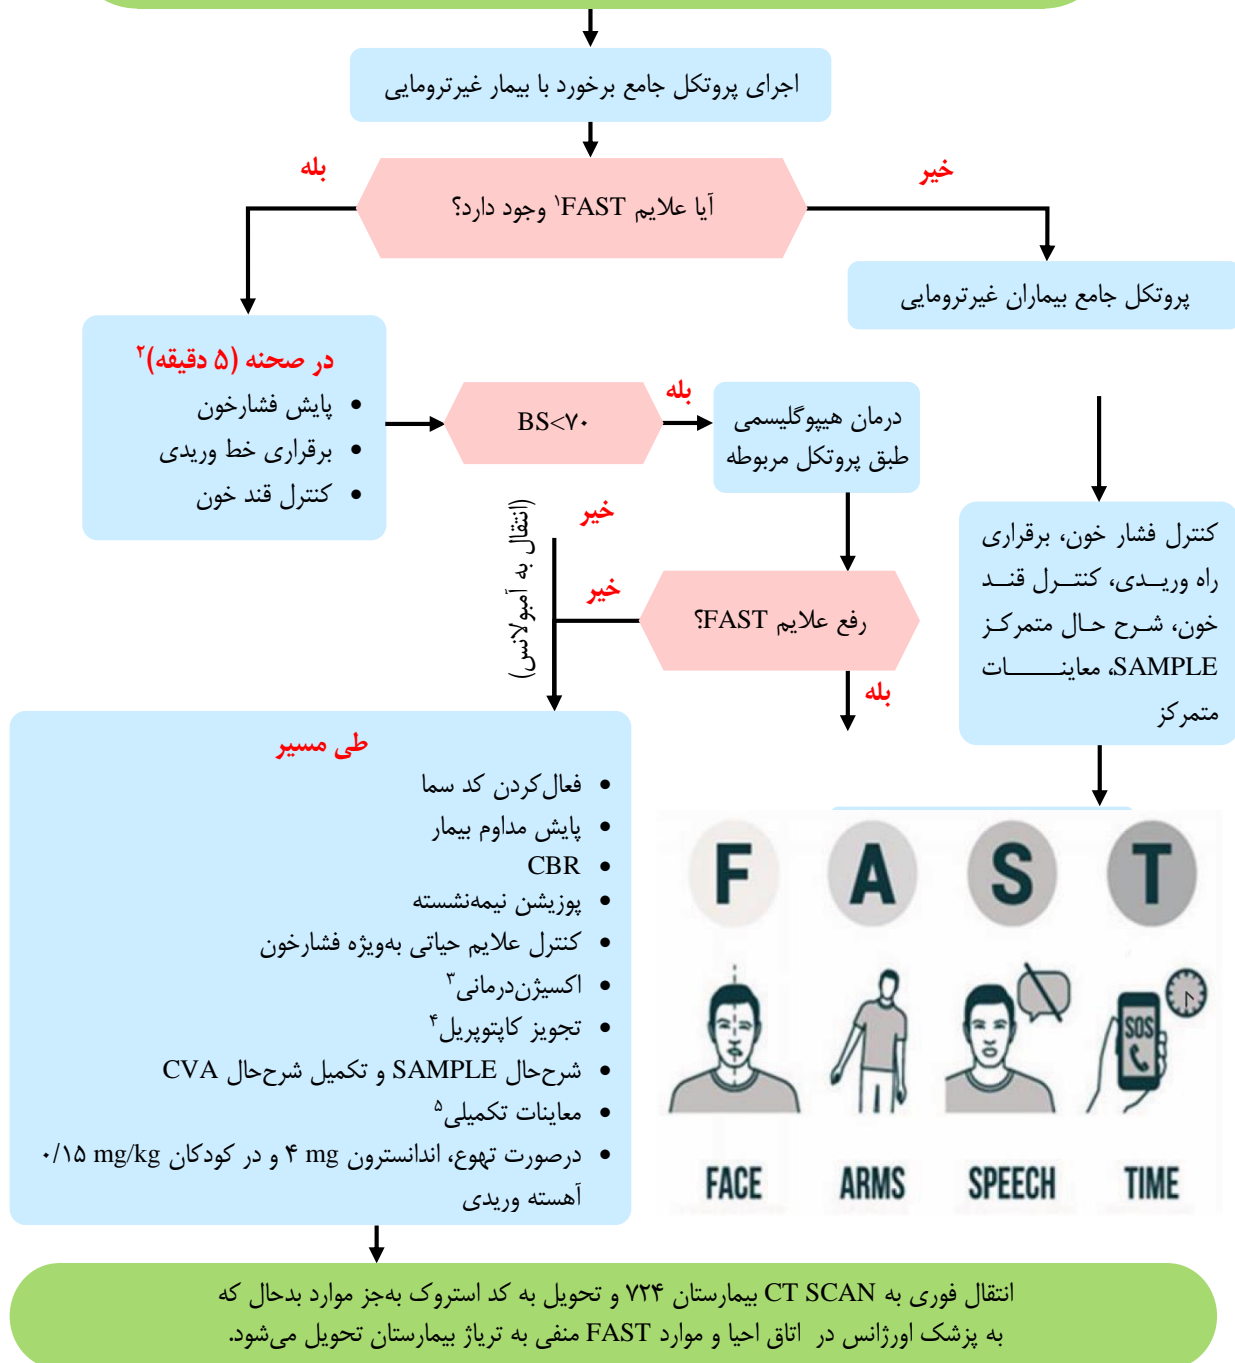 اجرای پروتکل جامع برخورد با بیمار غیرترومایی
بله
خیر
آیا علایم FAST۱ وجود دارد؟
پروتکل جامع بیماران غیرترومایی
در صحنه (۵ دقیقه)۲
• پایش فشارخون
• برقراری خط وریدی
• کنترل قند خون
BS<۷۰
بله
درمان هیپوگلیسمی
طبق پروتکل مربوطه
خیر
(انتقال به آمبولانس)
خیر
رفع علایم FAST؟
بله
کنترل فشار خون، برقراری
راه وریدی، کنترل قند
خون، شرح حال متمرکز
SAMPLE، معاینات
متمرکز
طی مسیر
• فعال‌کردن کد سما
• پایش مداوم بیمار
• CBR
• پوزیشن نیمه‌نشسته
• کنترل علایم حیاتی به‌ویژه فشارخون
• اکسیژن‌درمانی۳
• تجویز کاپتوپریل۴
• شرح‌حال SAMPLE و تکمیل شرح‌حال CVA
• معاینات تکمیلی۵
• درصورت تهوع، اندانسترون ۴ mg و در کودکان ۰/۱۵ mg/kg
آهسته وریدی
F A S T
SOS
FACE ARMS SPEECH TIME
انتقال فوری به CT SCAN بیمارستان ۷۲۴ و تحویل به کد استروک به‌جز موارد بدحال که
به پزشک اورژانس در اتاق احیا و موارد FAST منفی به تریاژ بیمارستان تحویل می‌شود.